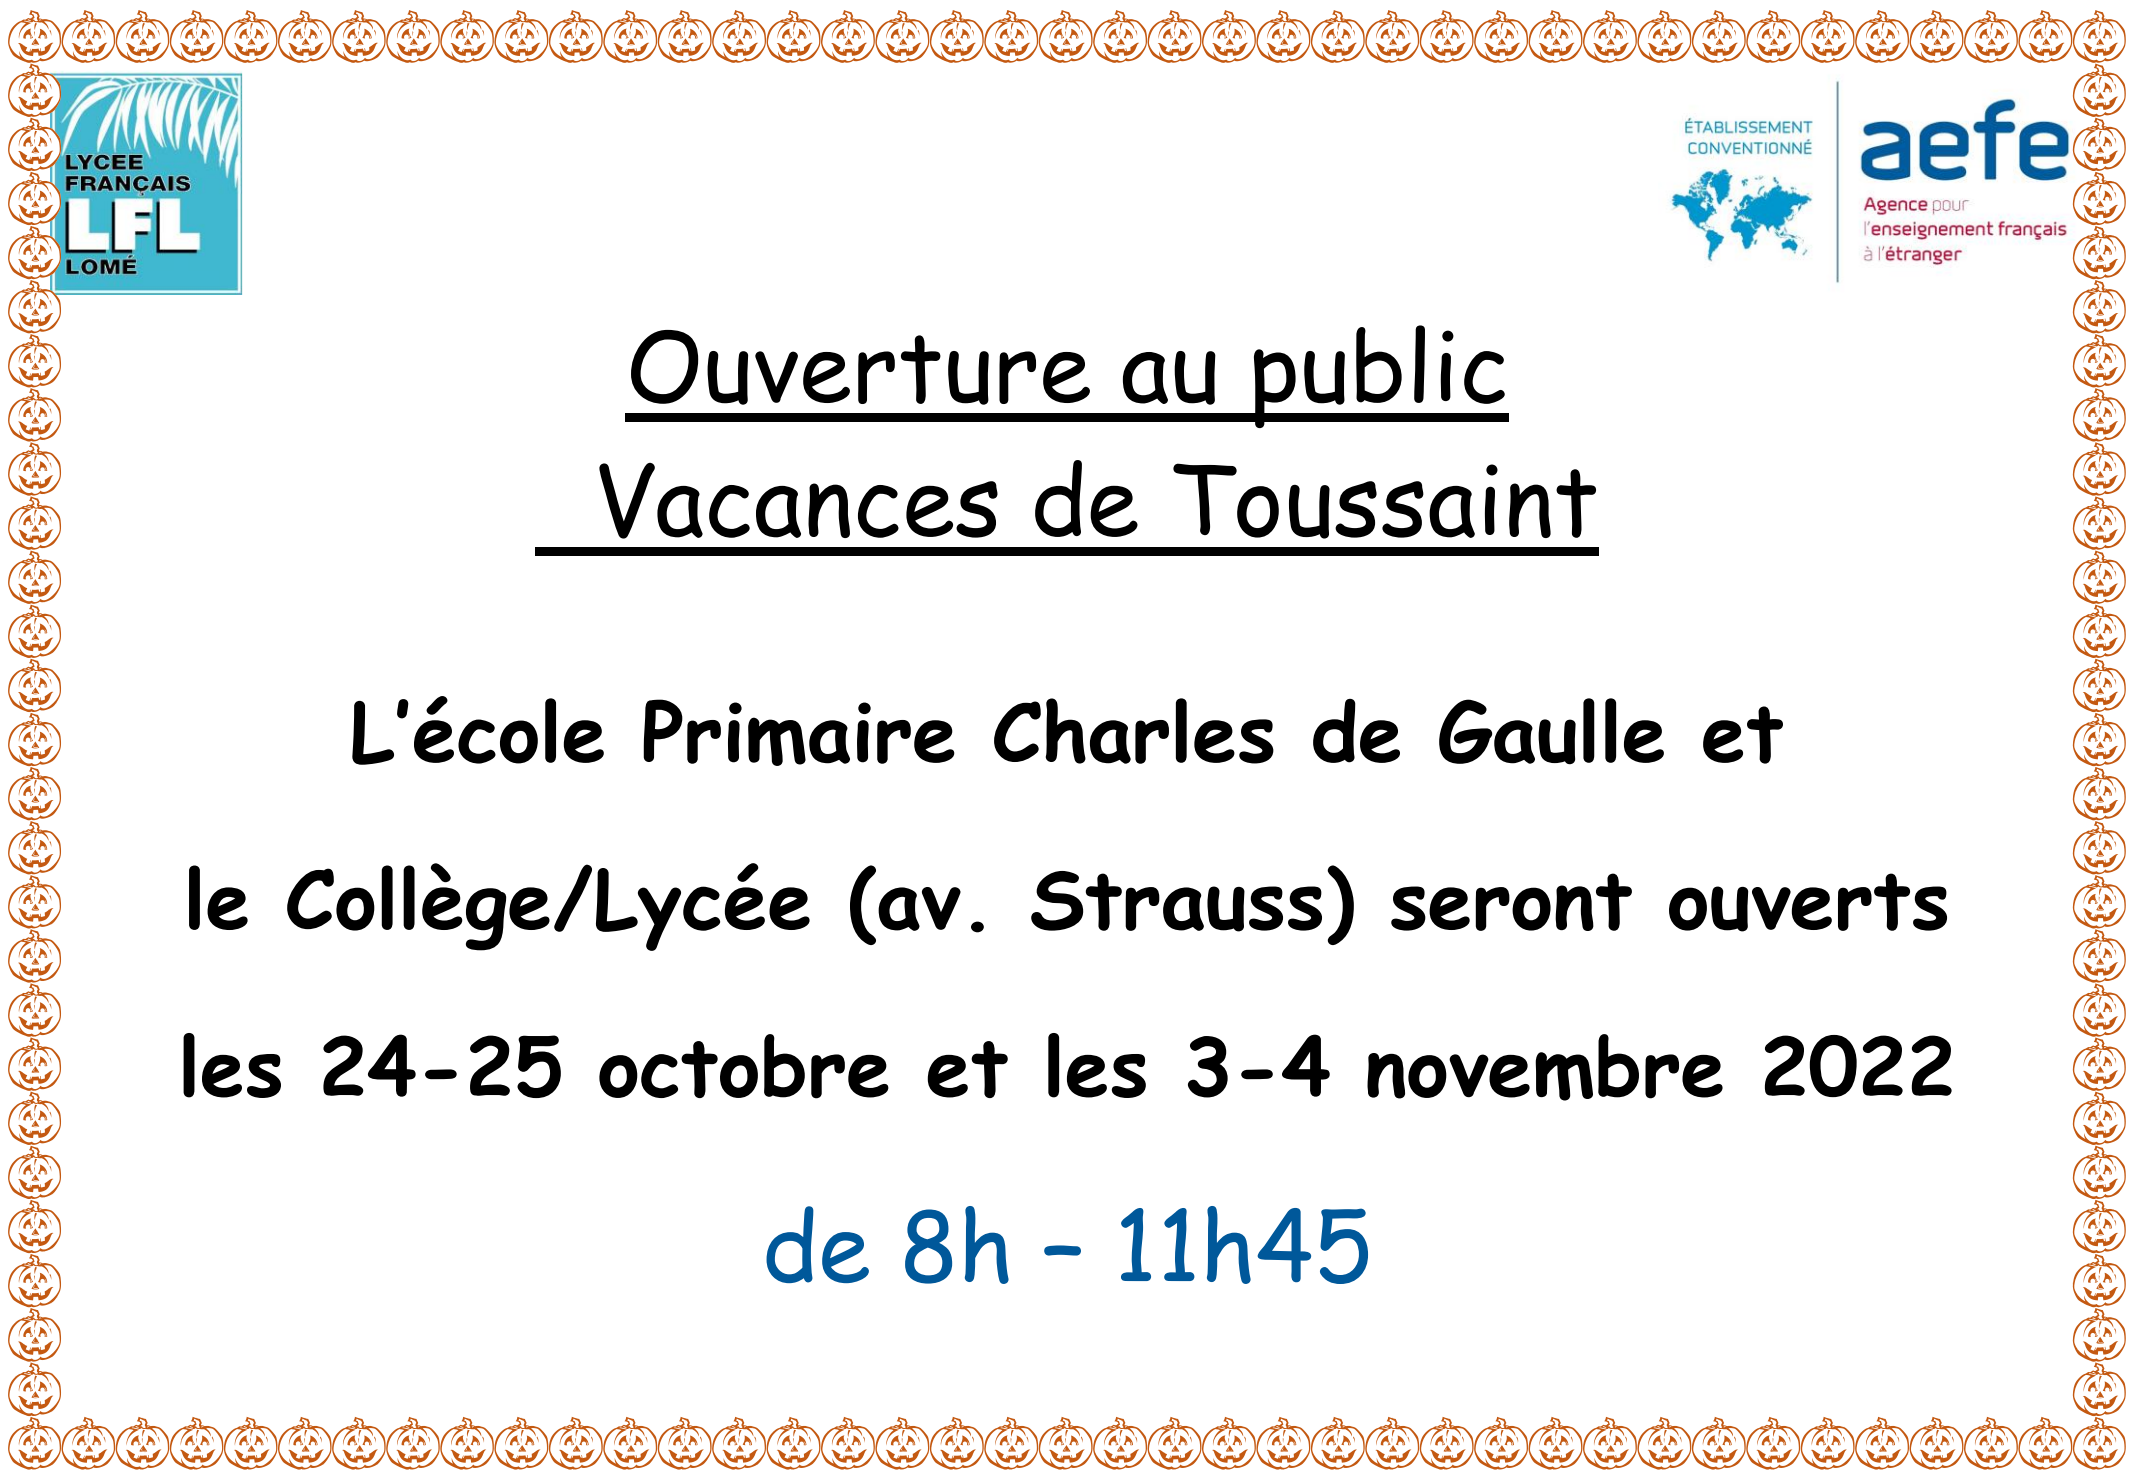 LYCEE
FRANÇAIS
LFL
LOMÉ
ÉTABLISSEMENT
CONVENTIONNÉ
aefe
Agence pour
l'enseignement français
à l'étranger
Ouverture au public
Vacances de Toussaint
L'école Primaire Charles de Gaulle et
le Collège/Lycée (av. Strauss) seront ouverts
les 24-25 octobre et les 3-4 novembre 2022
de 8h – 11h45